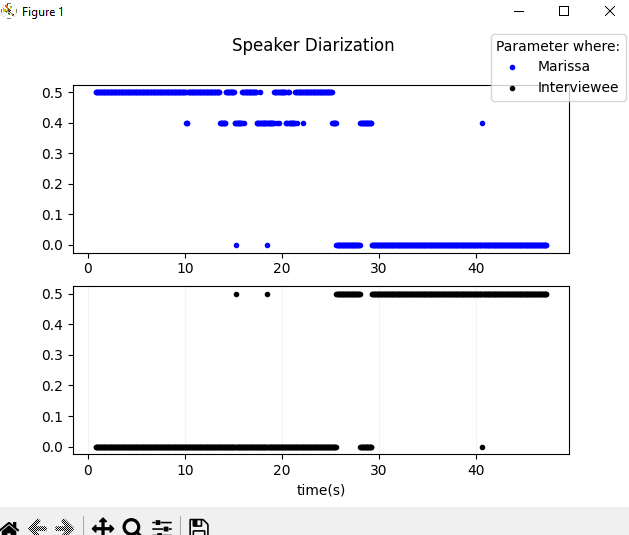 Figure 1
Speaker Diarization
Parameter where:
Marissa
Interviewee
0.5
0.4
0.3
0.2
0.1
0.0
0 10 20 30 40
0.5
0.4
0.3
0.2
0.1
0.0
0 10 20 30 40
time(s)